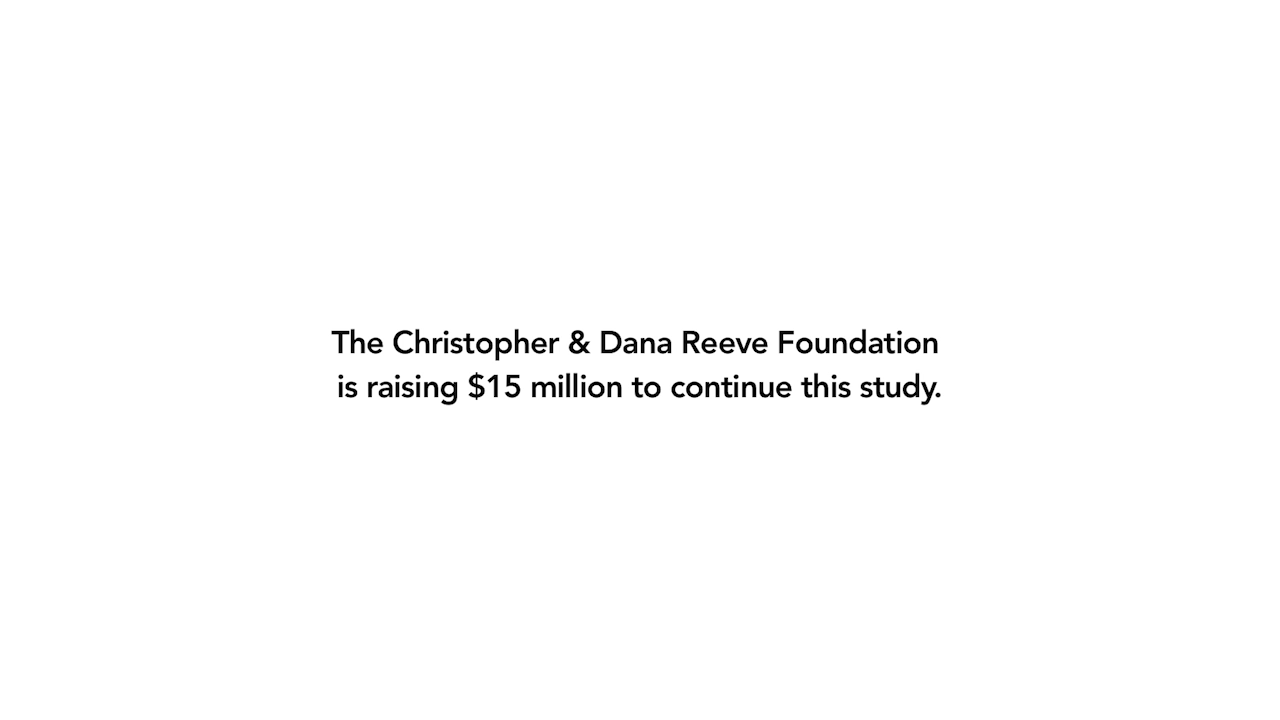 The Christopher & Dana Reeve Foundation
is raising $15 million to continue this study.